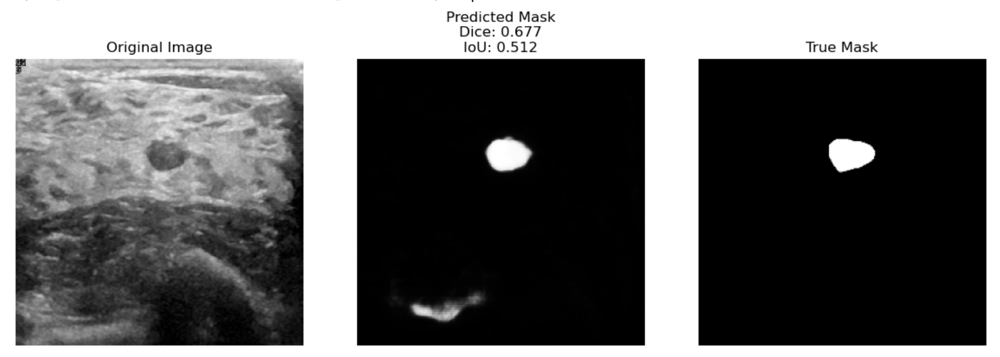 Predicted Mask
Dice: 0.677
IoU: 0.512
Original Image
True Mask